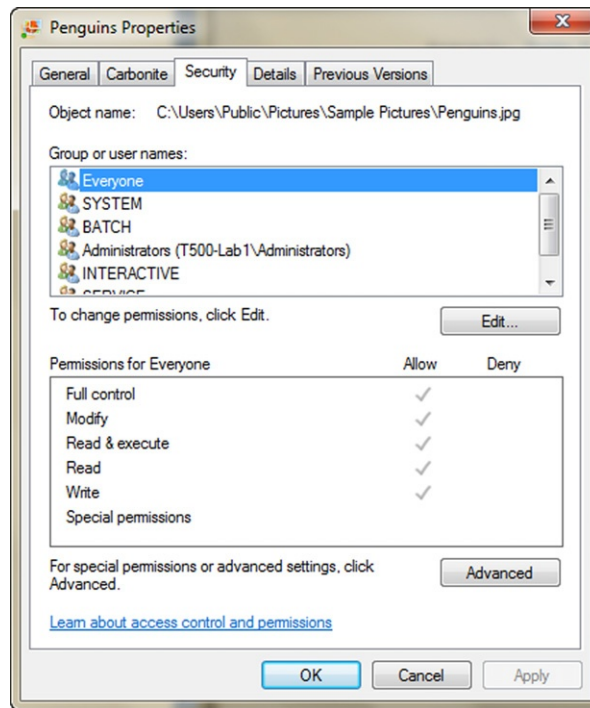 Penguins Properties
General Carbonite Security Details Previous Versions
Object name: C:\Users\Public\Pictures\Sample Pictures\Penguins.jpg
Group or user names:
Everyone
SYSTEM
BATCH
Administrators (T500-Lab1\Administrators)
INTERACTIVE
To change permissions, click Edit.
Edit...
Permissions for Everyone Allow Deny
Full control
Modify
Read & execute
Read
Write
Special permissions
For special permissions or advanced settings, click
Advanced.
Advanced
Learn about access control and permissions
OK Cancel Apply